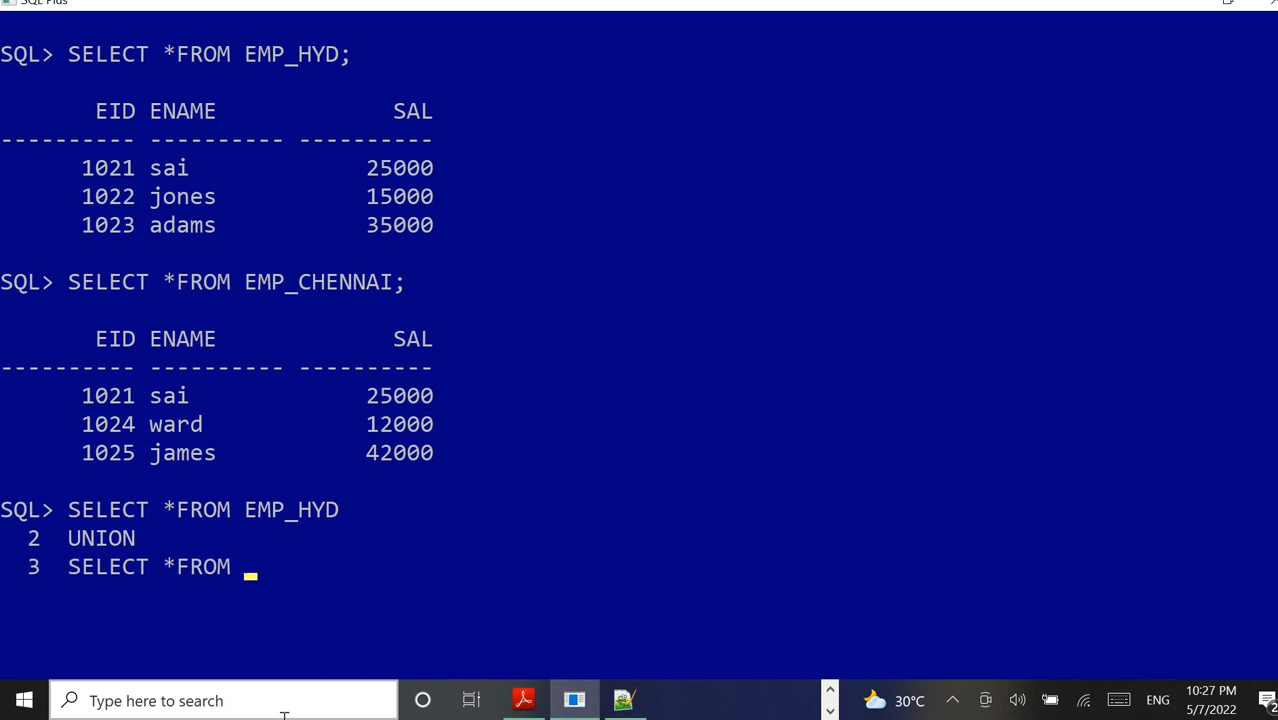 SQL Plus
SQL> SELECT *FROM EMP_HYD;
EID ENAME SAL
---------- ---------- ----------
1021 sai 25000
1022 jones 15000
1023 adams 35000
SQL> SELECT *FROM EMP_CHENNAI;
EID ENAME SAL
---------- ---------- ----------
1021 sai 25000
1024 ward 12000
1025 james 42000
SQL> SELECT *FROM EMP_HYD
2 UNION
3 SELECT *FROM
Type here to search
30°C
ENG
10:27 PM
5/7/2022
2